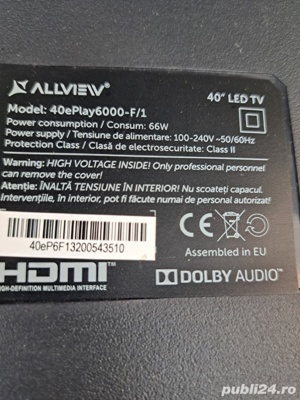 ALLVIEW®
Model: 40ePlay6000-F/1
40" LED TV
Power consumption / Consum: 66W
Power supply / Tensiune de alimentare: 100-240V ~50/60Hz
Protection Class / Clasă de electrosecuritate: Class II
Warning: HIGH VOLTAGE INSIDE! Only professional personnel
can remove the cover.
Atenție: ÎNALTĂ TENSIUNE ÎN INTERIOR! Nu scoateți capacul.
Intervențiile, în interior, pot fi făcute numai de personal autorizat!
40eP6F13200543510
CE
Assembled in EU
HDMI™
HIGH-DEFINITION MULTIMEDIA INTERFACE
DOLBY AUDIO™
publi24.ro